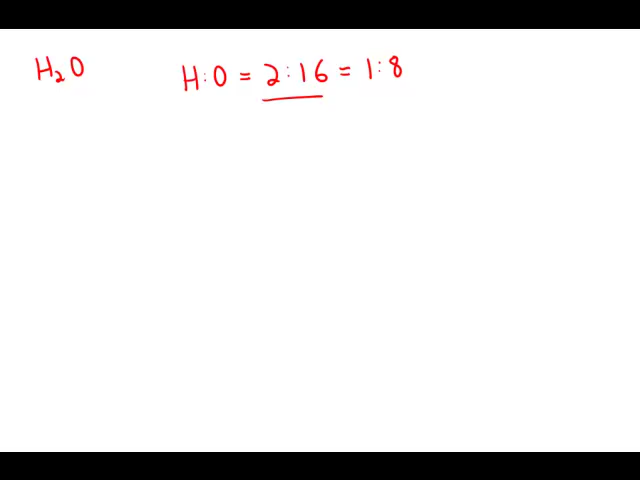 H₂O H:O = 2:16 = 1:8